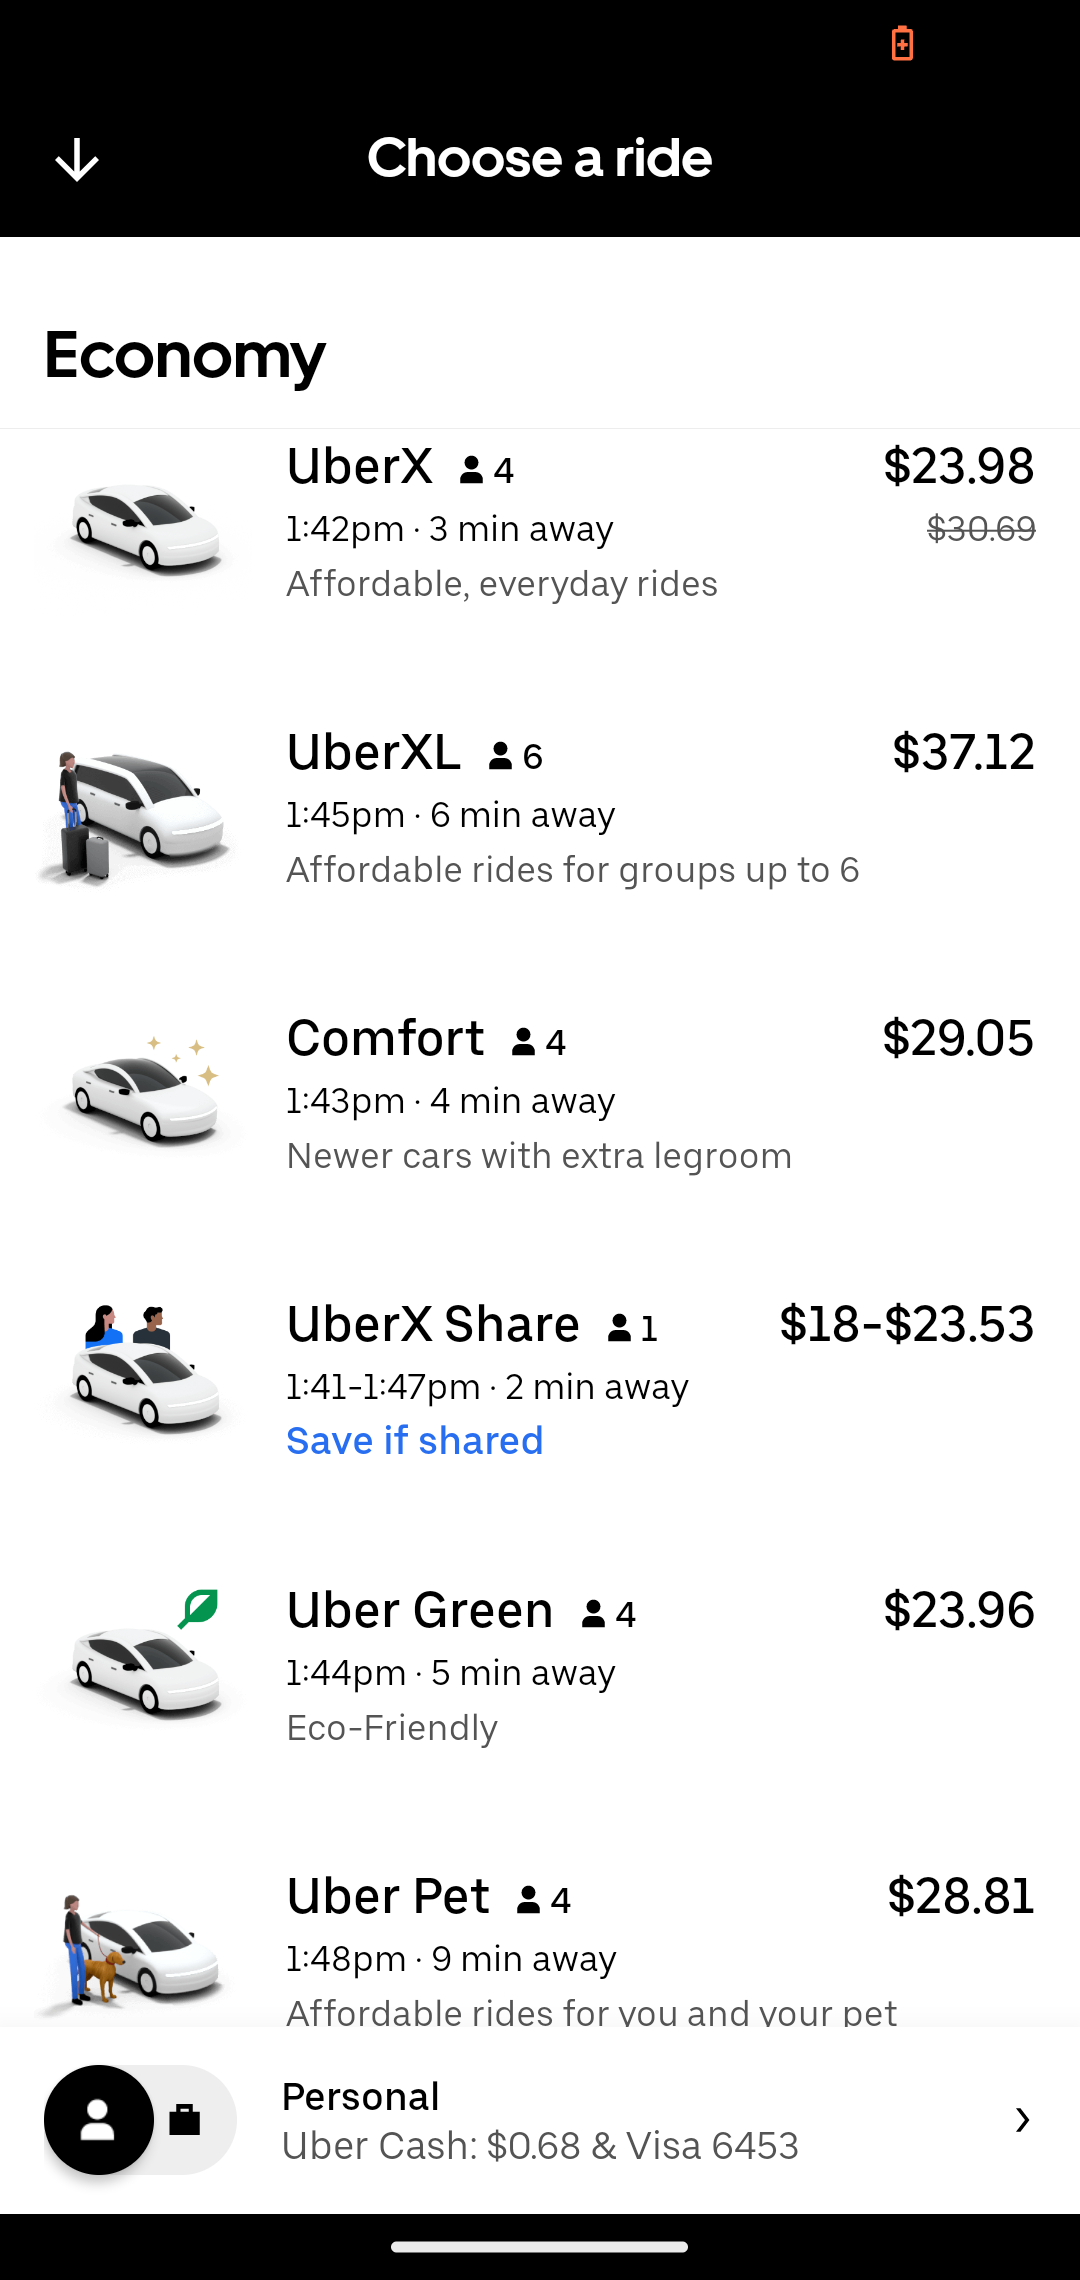 Choose a ride
Economy
UberX 4 $23.98
1:42pm · 3 min away $30.69
Affordable, everyday rides
UberXL 6 $37.12
1:45pm · 6 min away
Affordable rides for groups up to 6
Comfort 4 $29.05
1:43pm · 4 min away
Newer cars with extra legroom
UberX Share 1 $18-$23.53
1:41-1:47pm · 2 min away
Save if shared
Uber Green 4 $23.96
1:44pm · 5 min away
Eco-Friendly
Uber Pet 4 $28.81
1:48pm · 9 min away
Affordable rides for you and your pet
Personal
Uber Cash: $0.68 & Visa 6453